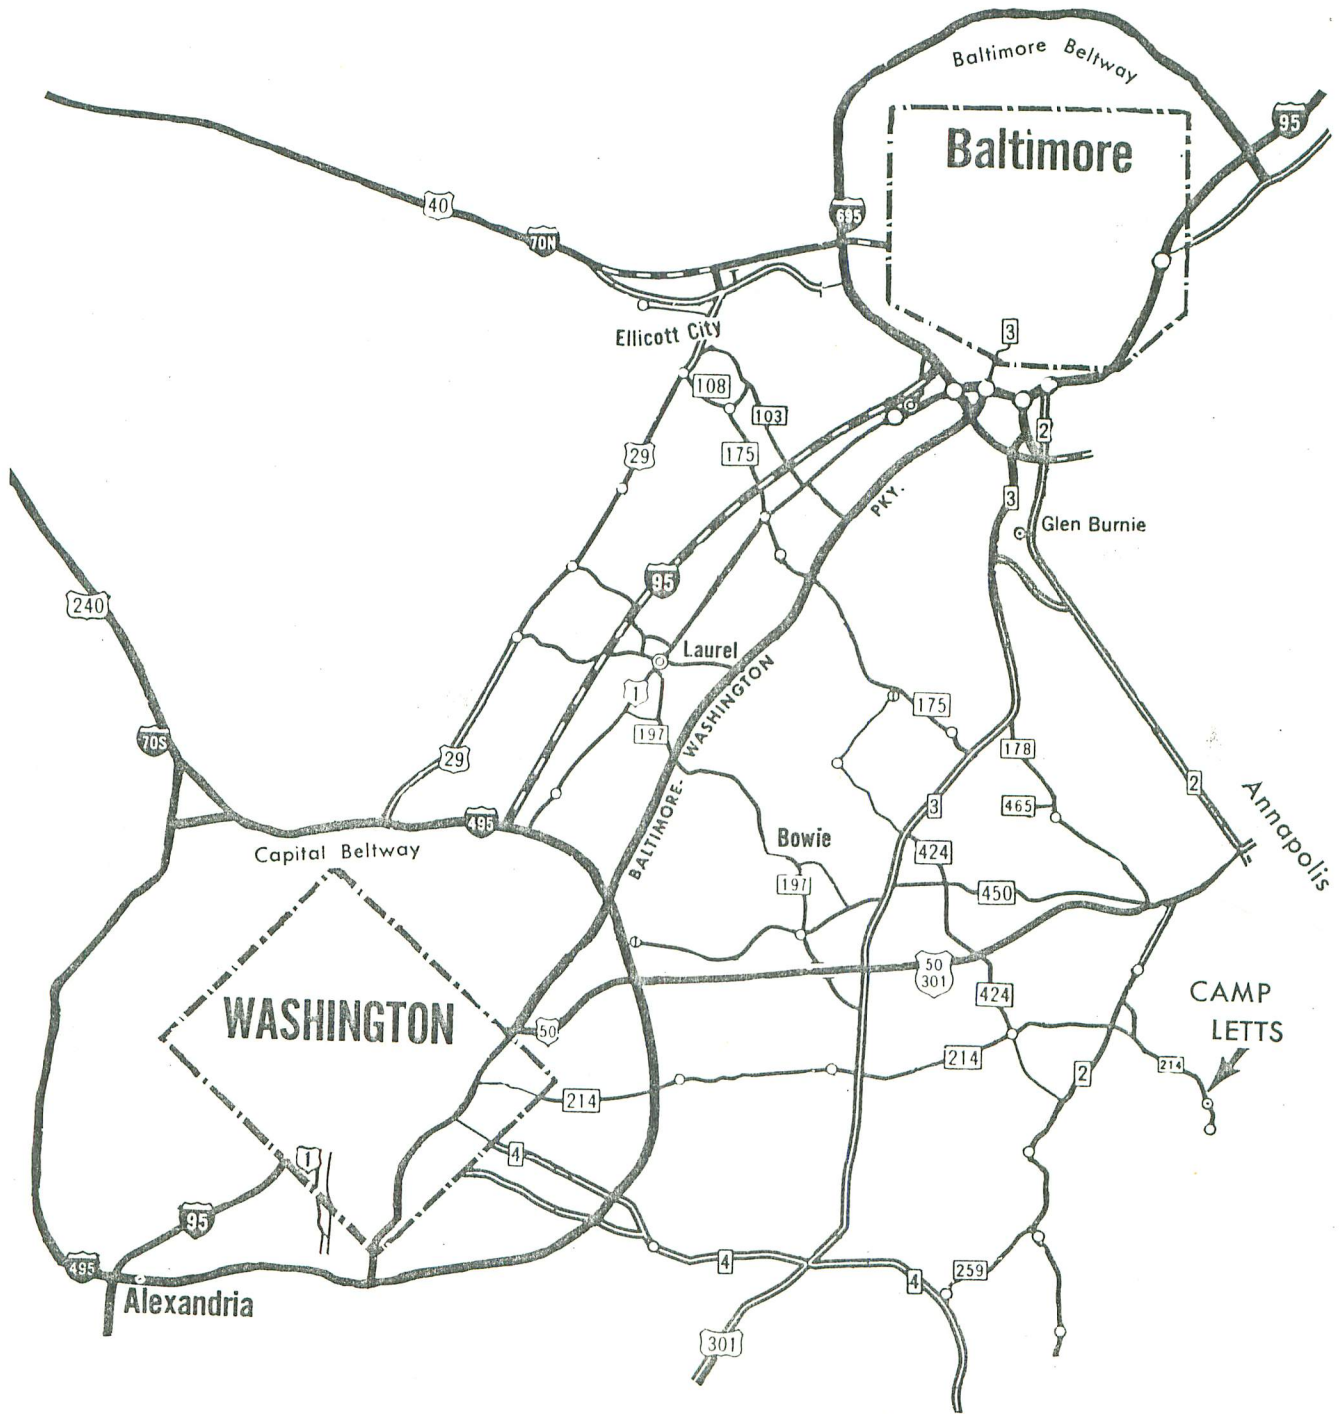 Baltimore Beltway
95
Baltimore
40
695
70N
3
Ellicott City
108
103
2
29
175
PKY.
3
Glen Burnie
95
240
Laurel
1
175
WASHINGTON
197
70S
178
29
2
3
465
Annapolis
495
BALTIMORE-
Bowie
Capital Beltway
424
197
450
50
301
424
CAMP
LETTS
WASHINGTON
50
214
214
2
214
4
1
95
495
4
259
4
Alexandria
301